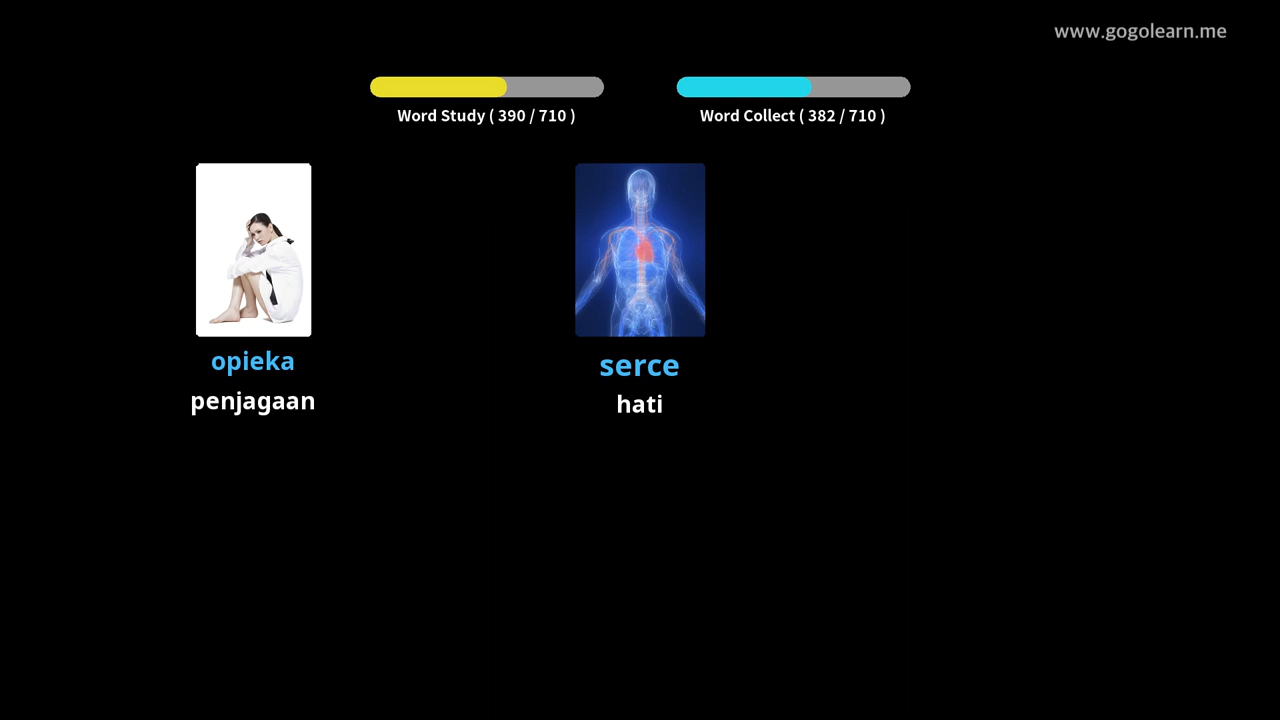 www.gogolearn.me
Word Study ( 390 / 710 )
Word Collect ( 382 / 710 )
opieka
penjagaan
serce
hati